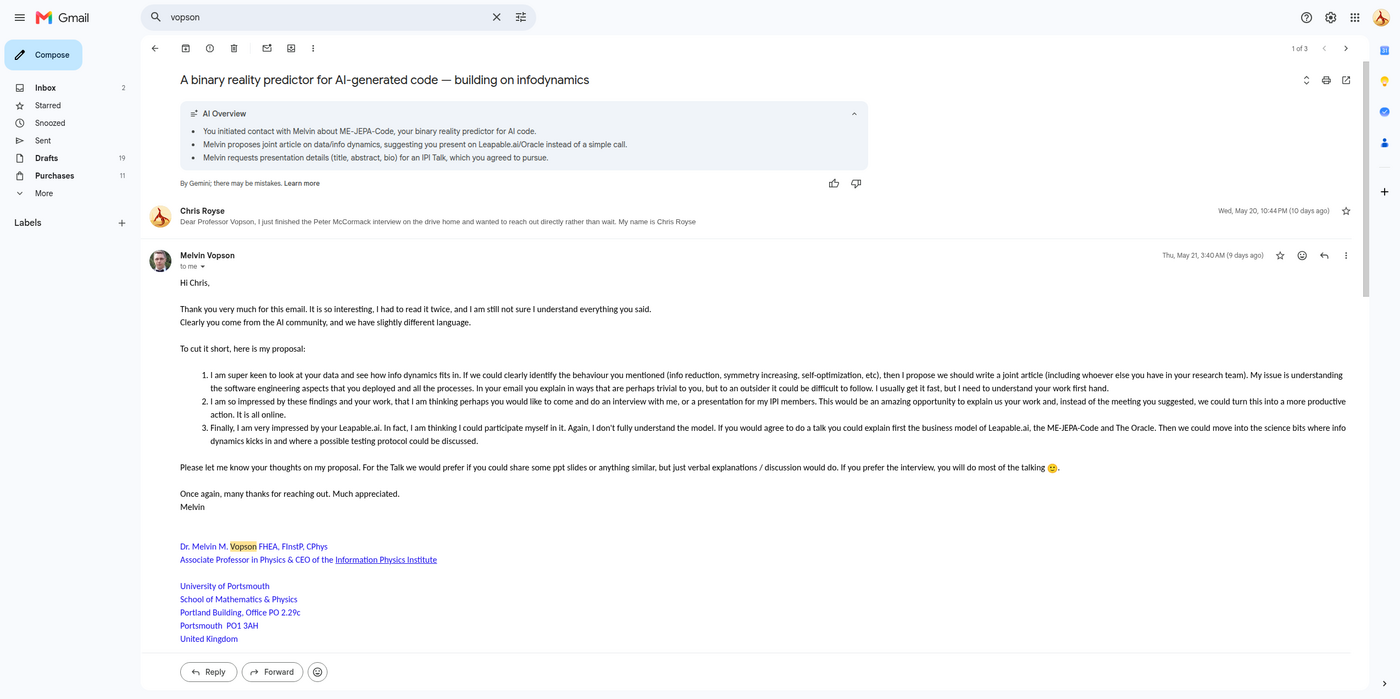 Gmail
vopson
Compose
Inbox 2
Starred
Snoozed
Sent
Drafts 19
Purchases 11
More
Labels
1 of 3
A binary reality predictor for AI-generated code — building on infodynamics
AI Overview
You initiated contact with Melvin about ME-JEPA-Code, your binary reality predictor for AI code.
Melvin proposes joint article on data/info dynamics, suggesting you present on Leapable.ai/Oracle instead of a simple call.
Melvin requests presentation details (title, abstract, bio) for an IPI Talk, which you agreed to pursue.
By Gemini; there may be mistakes. Learn more
Chris Royse
Wed, May 20, 10:44 PM (10 days ago)
Dear Professor Vopson, I just finished the Peter McCormack interview on the drive home and wanted to reach out directly rather than wait. My name is Chris Royse
Melvin Vopson
Thu, May 21, 3:40 AM (9 days ago)
to me
Hi Chris,
Thank you very much for this email. It is so interesting, I had to read it twice, and I am still not sure I understand everything you said.
Clearly you come from the AI community, and we have slightly different language.
To cut it short, here is my proposal:
1. I am super keen to look at your data and see how info dynamics fits in. If we could clearly identify the behaviour you mentioned (info reduction, symmetry increasing, self-optimization, etc), then I propose we should write a joint article (including whoever else you have in your research team). My issue is understanding
the software engineering aspects that you deployed and all the processes. In your email you explain in ways that are perhaps trivial to you, but to an outsider it could be difficult to follow. I usually get it fast, but I need to understand your work first hand.
2. I am so impressed by these findings and your work, that I am thinking perhaps you would like to come and do an interview with me, or a presentation for my IPI members. This would be an amazing opportunity to explain us your work and, instead of the meeting you suggested, we could turn this into a more productive
action. It is all online.
3. Finally, I am very impressed by your Leapable.ai. In fact, I am thinking I could participate myself in it. Again, I don't fully understand the model. If you would agree to do a talk you could explain first the business model of Leapable.ai, the ME-JEPA-Code and The Oracle. Then we could move into the science bits where info
dynamics kicks in and where a possible testing protocol could be discussed.
Please let me know your thoughts on my proposal. For the Talk we would prefer if you could share some ppt slides or anything similar, but just verbal explanations / discussion would do. If you prefer the interview, you will do most of the talking 🙂.
Once again, many thanks for reaching out. Much appreciated.
Melvin
Dr. Melvin M. Vopson FHEA, FInstP, CPhys
Associate Professor in Physics & CEO of the Information Physics Institute
University of Portsmouth
School of Mathematics & Physics
Portland Building, Office PO 2.29c
Portsmouth PO1 3AH
United Kingdom
Reply
Forward